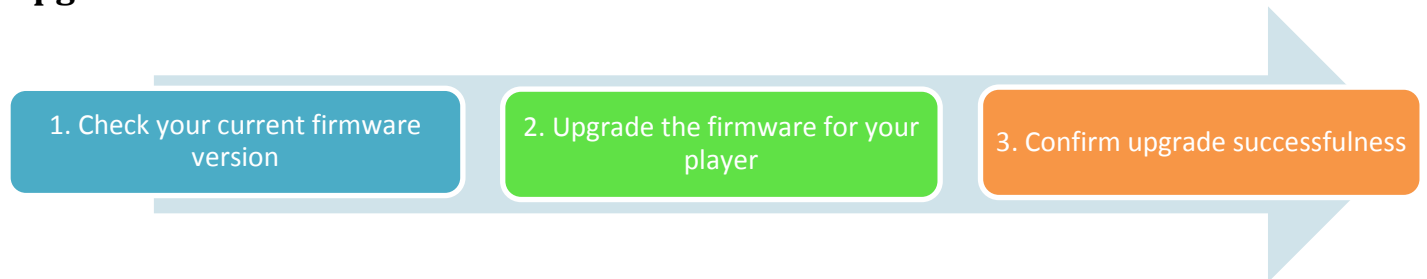 1. Check your current firmware
version
2. Upgrade the firmware for your
player
3. Confirm upgrade successfulness